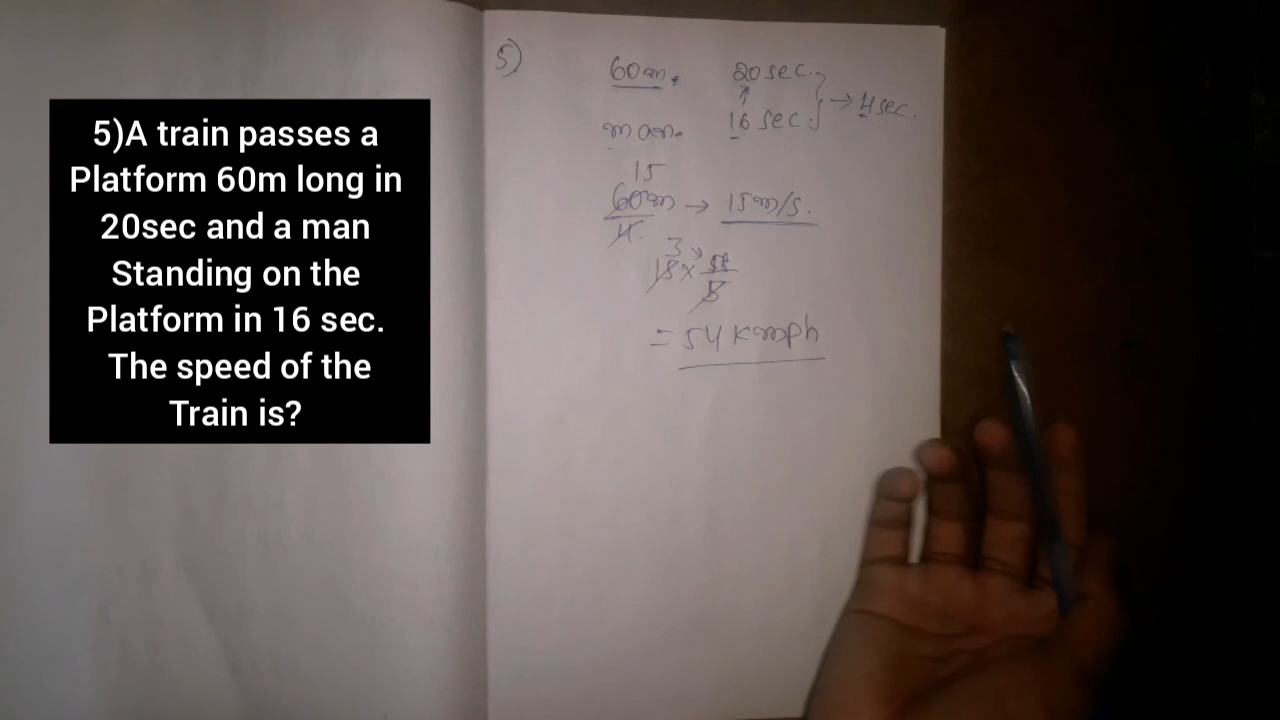 5)A train passes a
Platform 60m long in
20sec and a man
Standing on the
Platform in 16 sec.
The speed of the
Train is?
5)
60m. 20sec.
→ 4sec.
man. 16 sec.
15
60m → 15m/s.
4.
3
15 × 18
5
= 54 Kmph